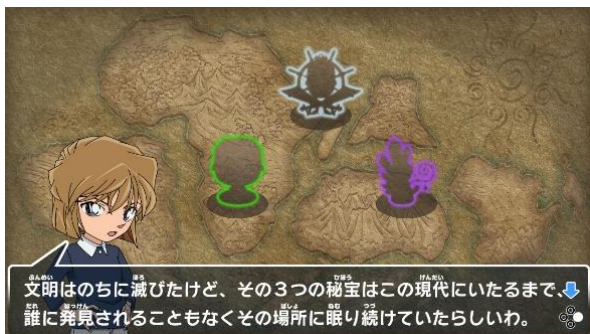 文明はのちに滅びたけど、その３つの秘宝はこの現代にいたるまで、
誰に発見されることもなくその場所に眠り続けていたらしいわ。